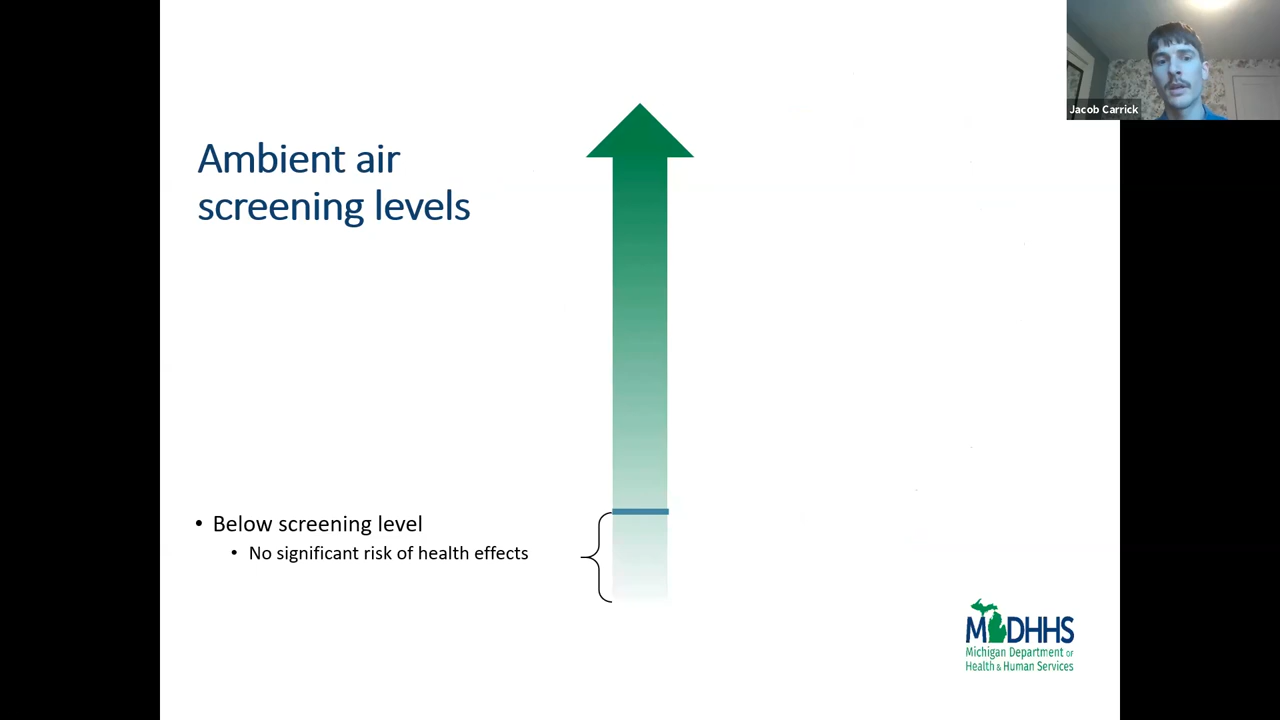 Jacob Carrick
Ambient air
screening levels
• Below screening level
• No significant risk of health effects
MDHHS
Michigan Department OF
Health & Human Services